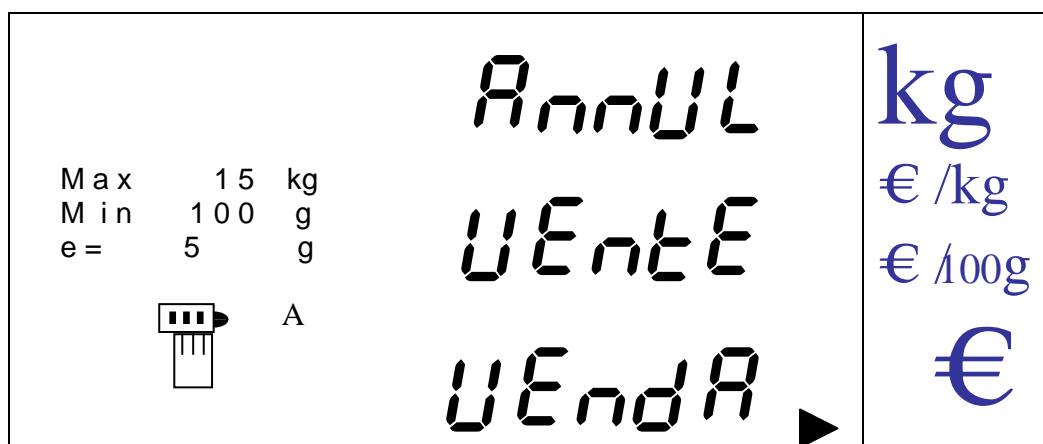 AnnUL
kg
Max 15 kg
€ /kg
Min 100 g
UEntE
e= 5 g
€ /100g
A
UEndA
€